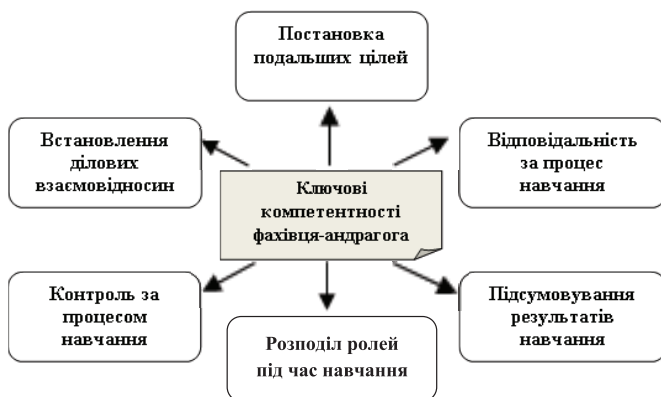 Постановка
подальших цілей
Встановлення
ділових
взаємовідносин
Відповідальність
за процес
навчання
Ключові
компетентності
фахівця-андрагога
Контроль за
процесом
навчання
Розподіл ролей
під час навчання
Підсумовування
результатів
навчання